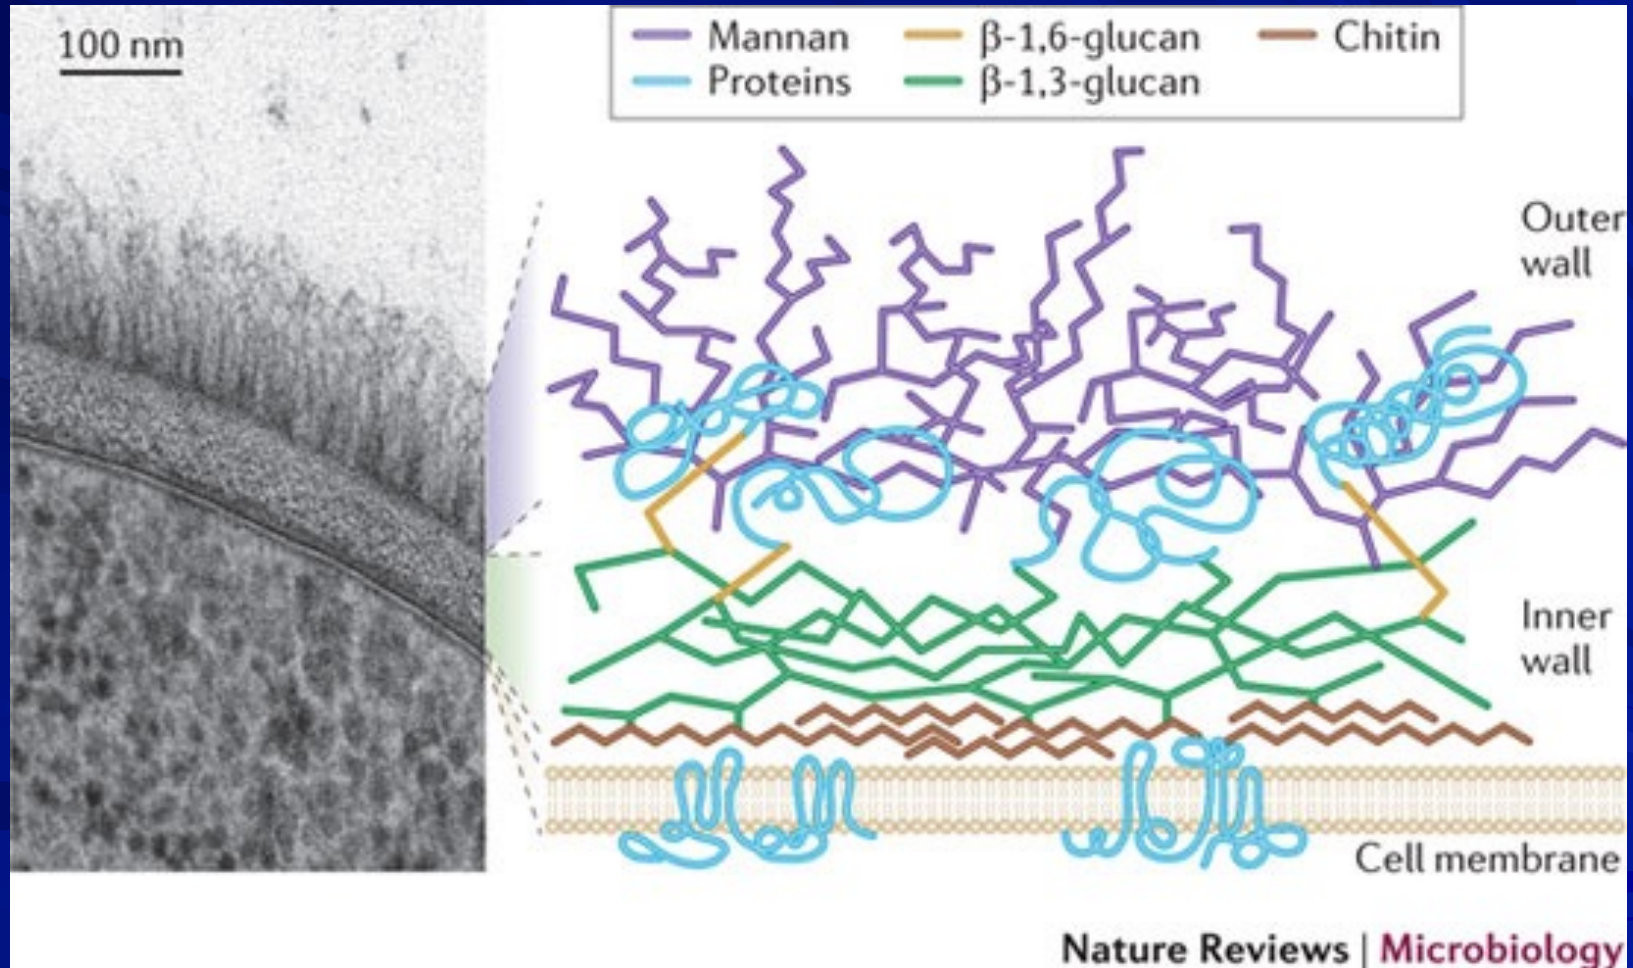 100 nm
Mannan
β-1,6-glucan
Chitin
Proteins
β-1,3-glucan
Outer
wall
Inner
wall
Cell membrane
Nature Reviews | Microbiology